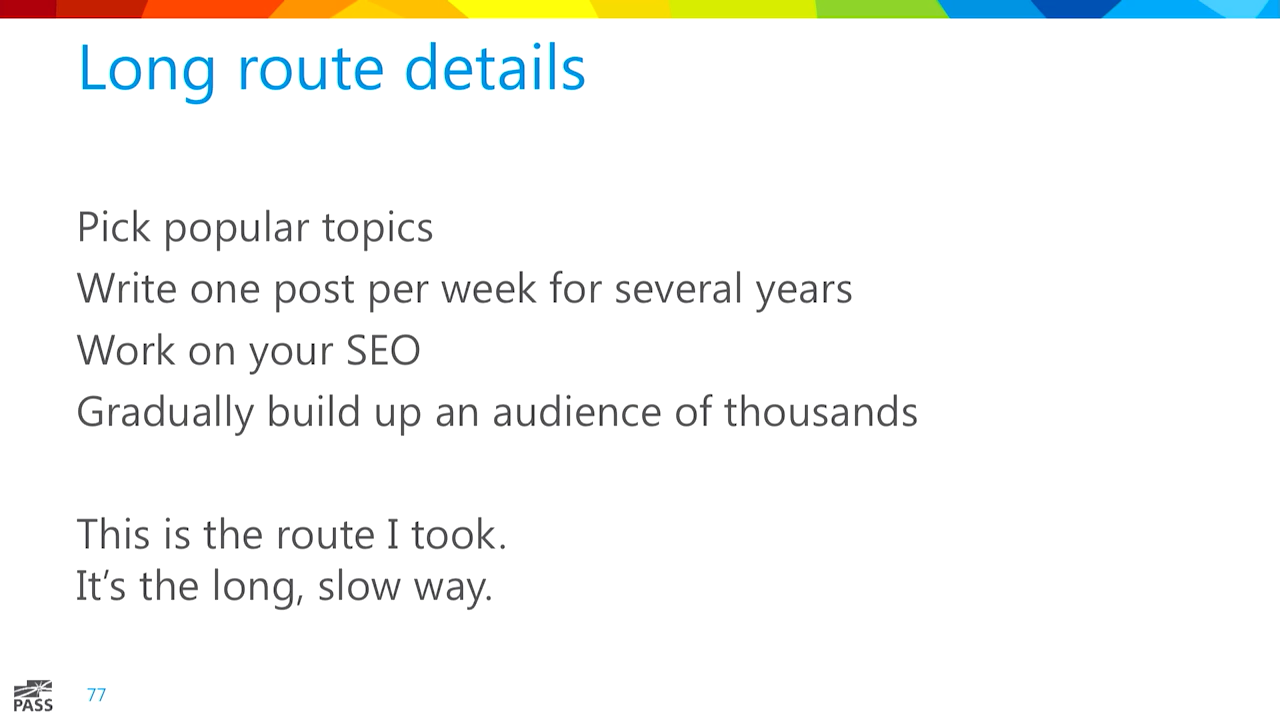 Long route details
Pick popular topics
Write one post per week for several years
Work on your SEO
Gradually build up an audience of thousands
This is the route I took.
It’s the long, slow way.
PASS
77